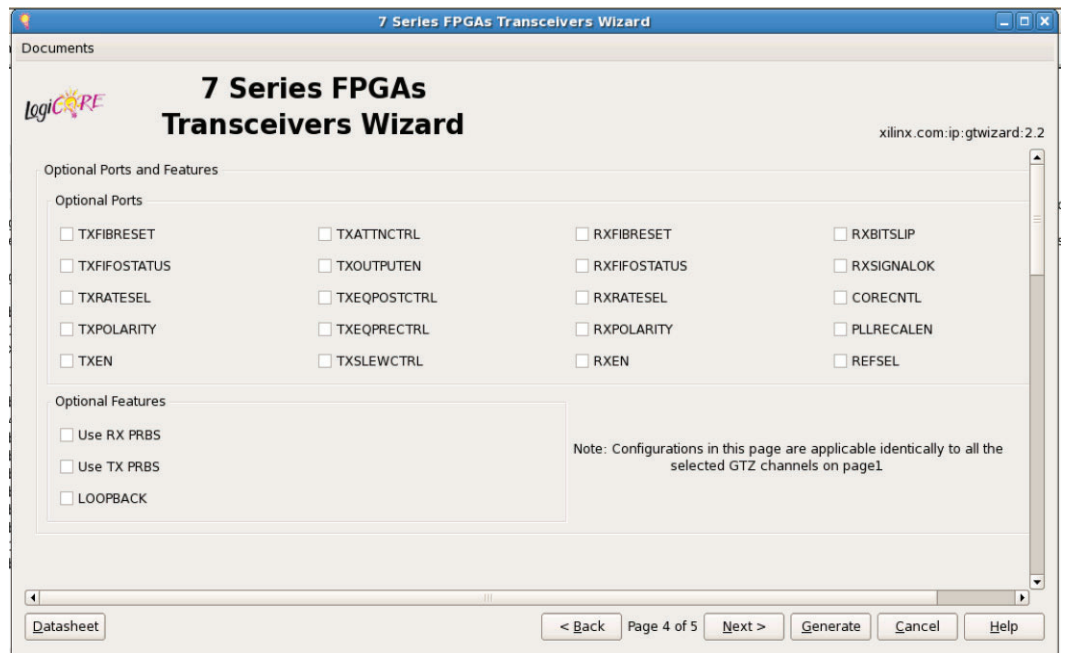 7 Series FPGAs Transceivers Wizard
Documents
logiCORE
7 Series FPGAs
Transceivers Wizard
xilinx.com:ip:gtwizard:2.2
Optional Ports and Features
Optional Ports
TXFIBRESET TXATTNCTRL RXFIBRESET RXBITSLIP
TXFIFOSTATUS TXOUTPUTEN RXFIFOSTATUS RXSIGNALOK
TXRATESEL TXEQPOSTCTRL RXRATESEL CORECNTL
TXPOLARITY TXEQPRECTRL RXPOLARITY PLLRECALEN
TXEN TXSLEWCTRL RXEN REFSEL
Optional Features
Use RX PRBS
Use TX PRBS
LOOPBACK
Note: Configurations in this page are applicable identically to all the
selected GTZ channels on page1
Datasheet < Back Page 4 of 5 Next > Generate Cancel Help